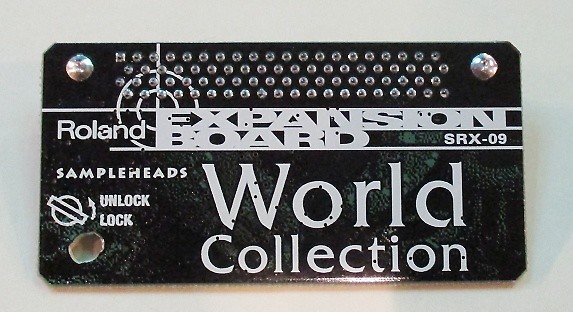 Roland EXPANSION BOARD SRX-09
SAMPLEHEADS
UNLOCK
LOCK
World
Collection